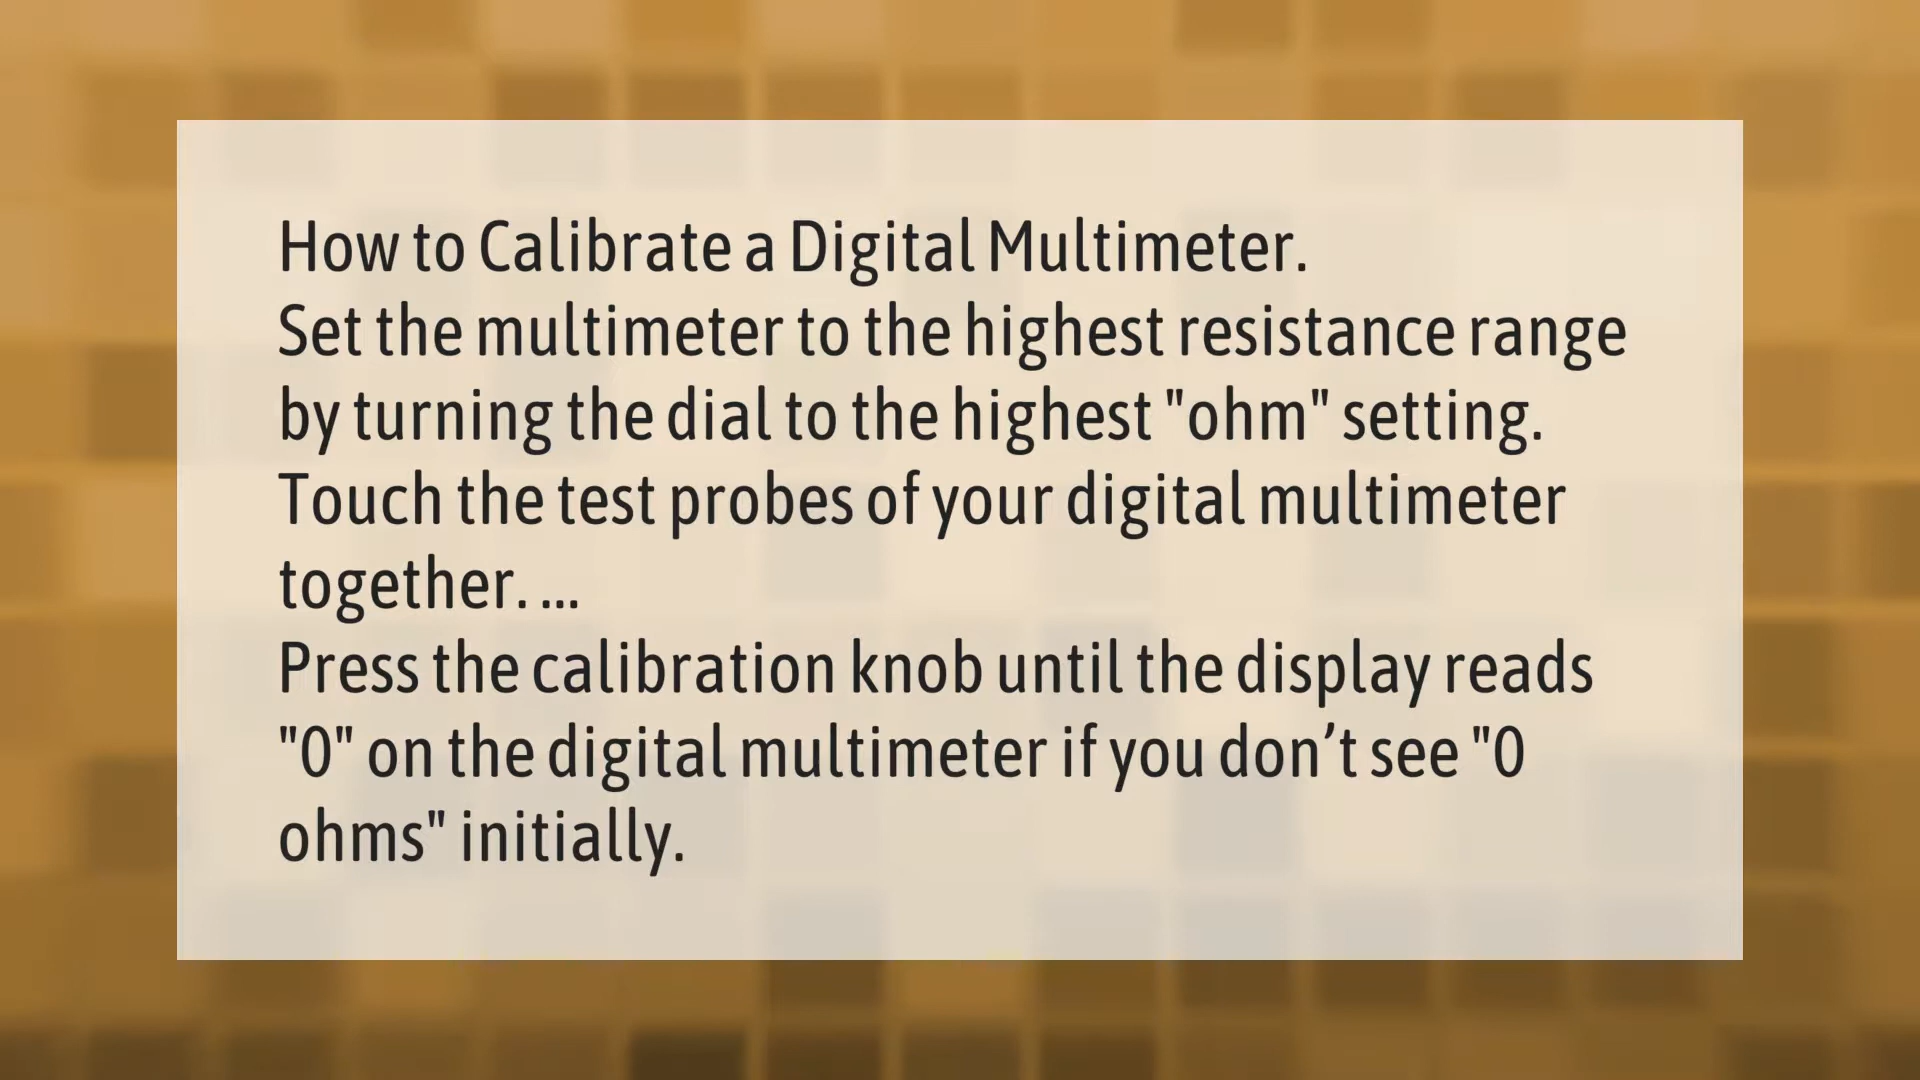 How to Calibrate a Digital Multimeter.
Set the multimeter to the highest resistance range
by turning the dial to the highest "ohm" setting.
Touch the test probes of your digital multimeter
together. ...
Press the calibration knob until the display reads
"0" on the digital multimeter if you don’t see "0
ohms" initially.